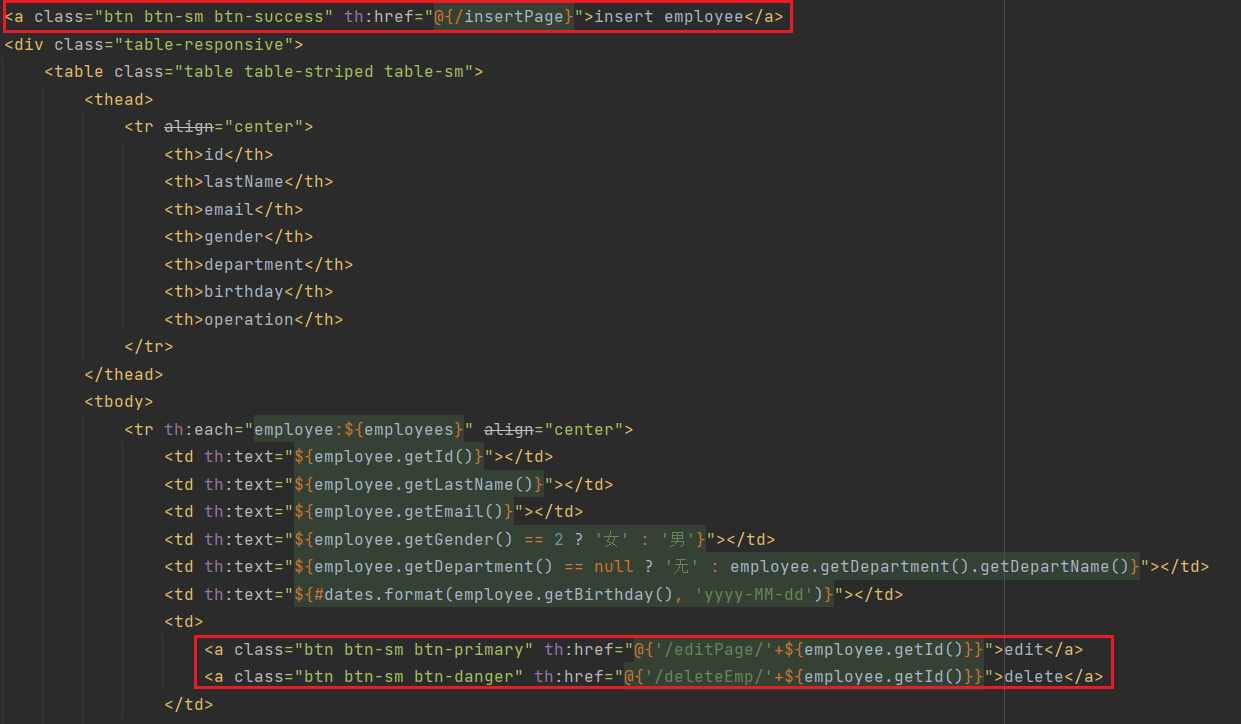 <a class="btn btn-sm btn-success" th:href="@{/insertPage}">insert employee</a>
<div class="table-responsive">
    <table class="table table-striped table-sm">
        <thead>
            <tr align="center">
                <th>id</th>
                <th>lastName</th>
                <th>email</th>
                <th>gender</th>
                <th>department</th>
                <th>birthday</th>
                <th>operation</th>
            </tr>
        </thead>
        <tbody>
            <tr th:each="employee:${employees}" align="center">
                <td th:text="${employee.getId()}"></td>
                <td th:text="${employee.getLastName()}"></td>
                <td th:text="${employee.getEmail()}"></td>
                <td th:text="${employee.getGender() == 2 ? '女' : '男'}"></td>
                <td th:text="${employee.getDepartment() == null ? '无' : employee.getDepartment().getDepartName()}"></td>
                <td th:text="${#dates.format(employee.getBirthday(), 'yyyy-MM-dd')}"></td>
                <td>
                    <a class="btn btn-sm btn-primary" th:href="@{'/editPage/'+${employee.getId()}}">edit</a>
                    <a class="btn btn-sm btn-danger" th:href="@{'/deleteEmp/'+${employee.getId()}}">delete</a>
                </td>